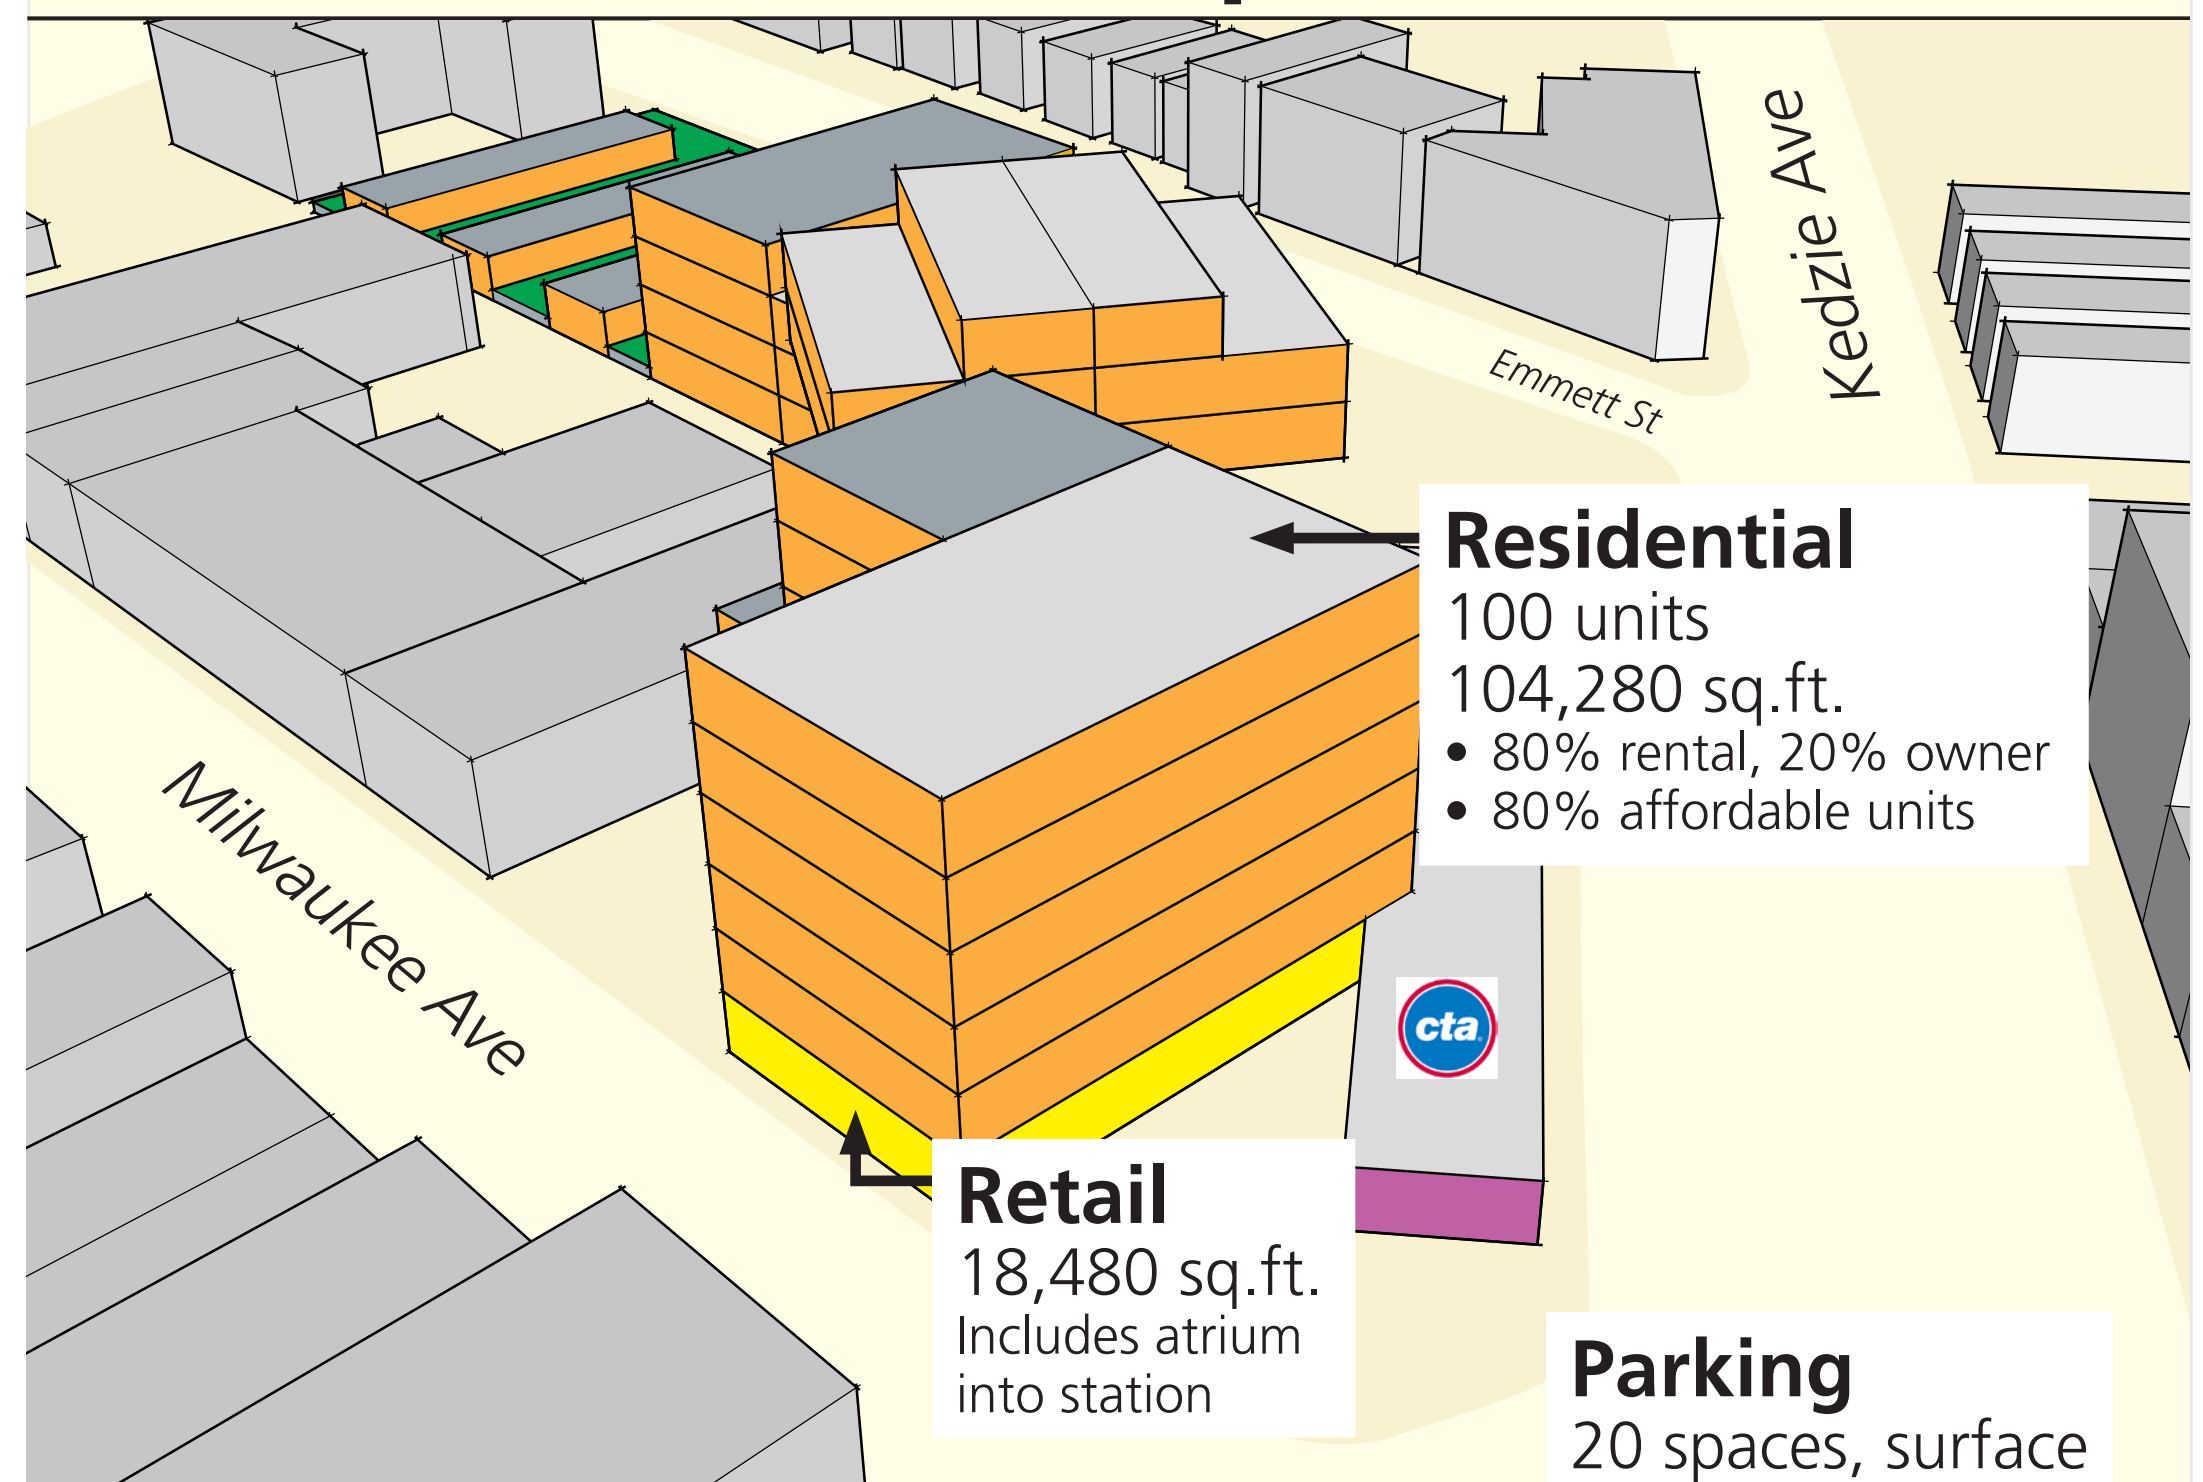 Kedzie Ave
Emmett St
Residential
100 units
104,280 sq.ft.
• 80% rental, 20% owner
• 80% affordable units
Milwaukee Ave
cta
Retail
18,480 sq.ft.
Includes atrium
into station
Parking
20 spaces, surface